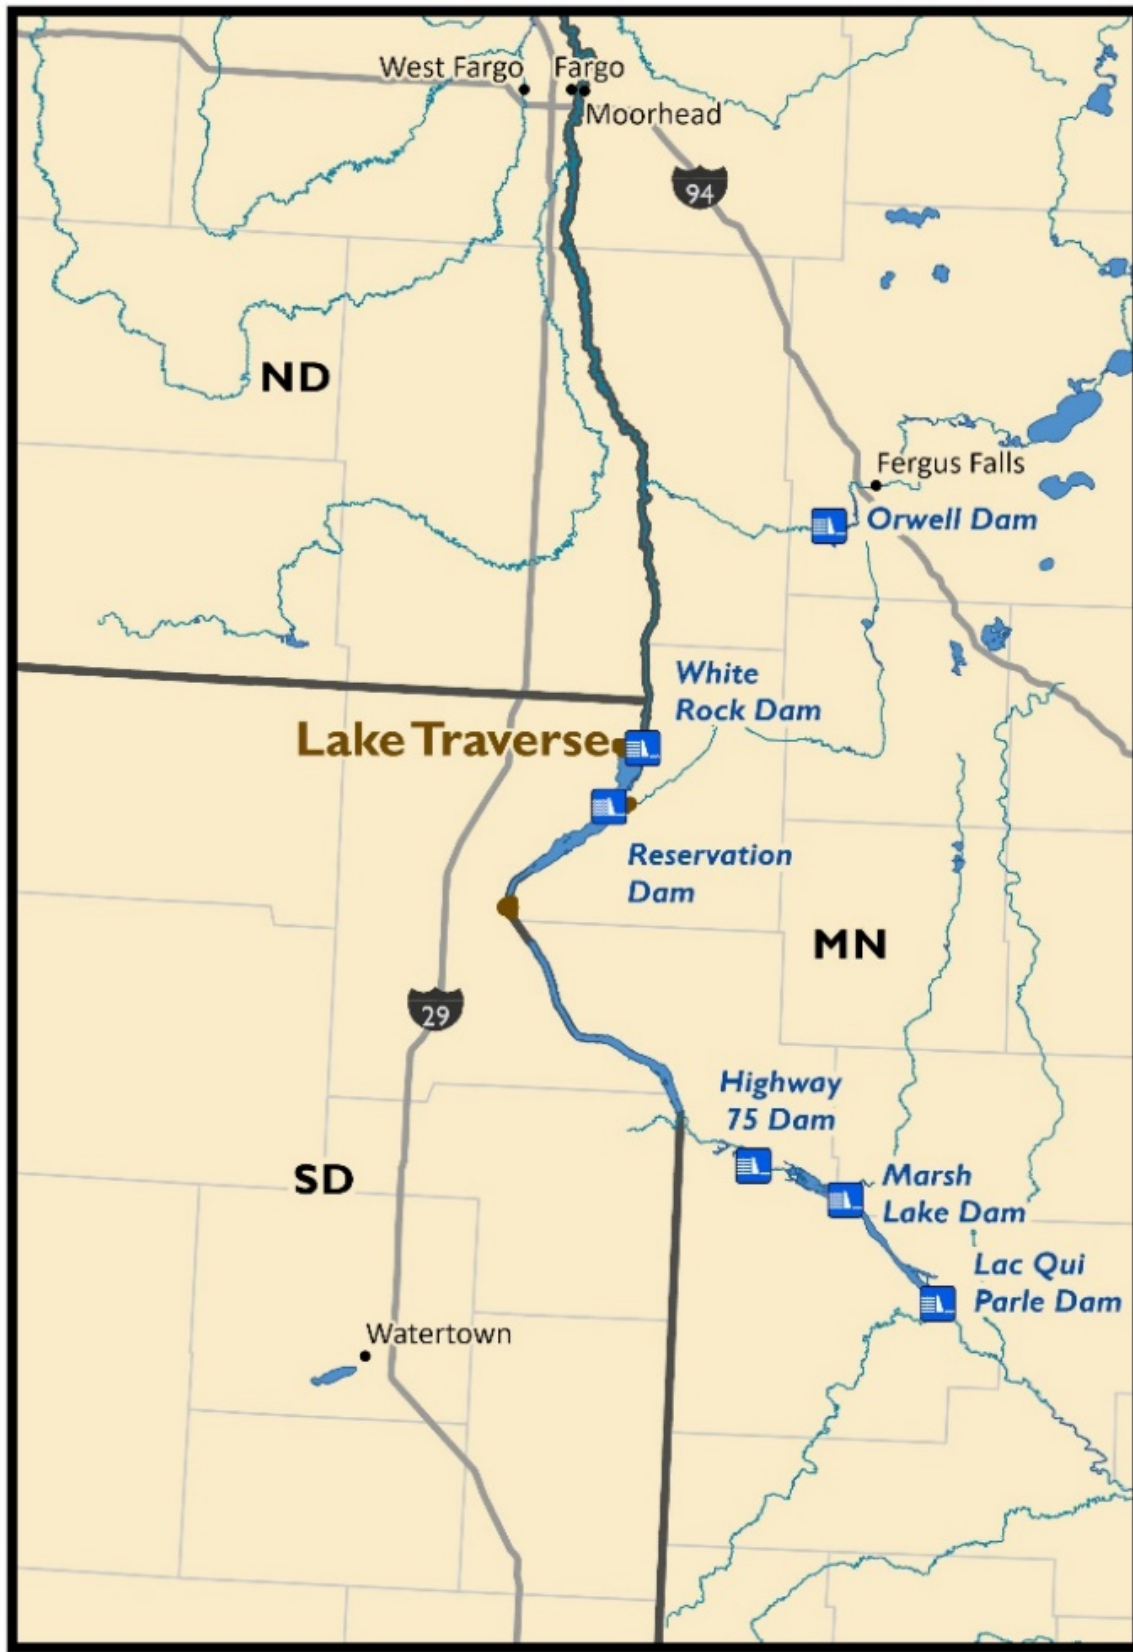 West Fargo
Fargo
Moorhead
94
ND
Fergus Falls
Orwell Dam
White
Rock Dam
Lake Traverse
Reservation
Dam
MN
29
Highway
75 Dam
SD
Marsh
Lake Dam
Lac Qui
Parle Dam
Watertown